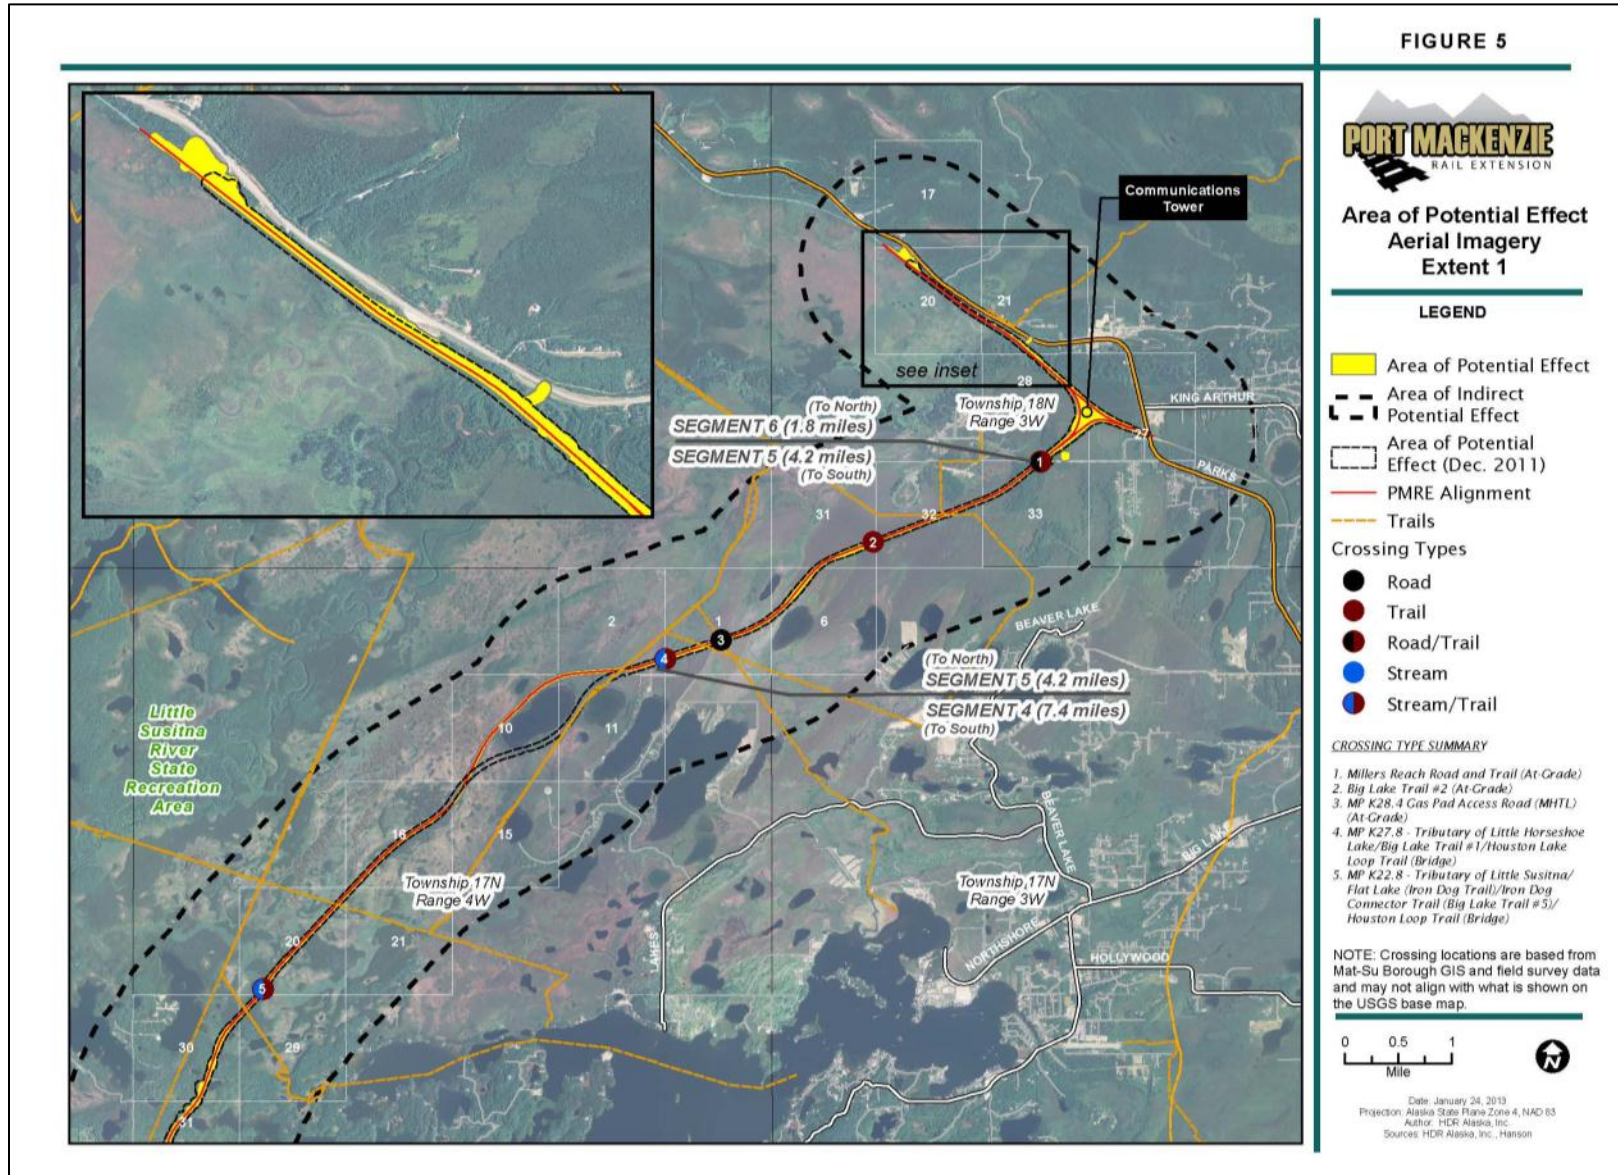 FIGURE 5
PORT MACKENZIE
RAIL EXTENSION
Area of Potential Effect
Aerial Imagery
Extent 1
LEGEND
Area of Potential Effect
Area of Indirect
Potential Effect
Area of Potential
Effect (Dec. 2011)
PMRE Alignment
Trails
Crossing Types
Road
Trail
Road/Trail
Stream
Stream/Trail
CROSSING TYPE SUMMARY
1. Millers Reach Road and Trail (At-Grade)
2. Big Lake Trail #2 (At-Grade)
3. MP K28.4 Gas Pad Access Road (MHTL)
(At-Grade)
4. MP K27.8 - Tributary of Little Horseshoe
Lake/Big Lake Trail #1/Houston Lake
Loop Trail (Bridge)
5. MP K22.8 - Tributary of Little Susitna/
Flat Lake (Iron Dog Trail)/Iron Dog
Connector Trail (Big Lake Trail #5)/
Houston Loop Trail (Bridge)
NOTE: Crossing locations are based from
Mat-Su Borough GIS and field survey data
and may not align with what is shown on
the USGS base map.
0 0.5 1
Mile
N
Date: January 24, 2013
Projection: Alaska State Plane Zone 4, NAD 83
Author: HDR Alaska, Inc.
Sources: HDR Alaska, Inc., Hanson
Communications
Tower
17
20
21
see inset
28
Township 18N
Range 3W
KING ARTHUR
27
PARKS
(To North)
SEGMENT 6 (1.8 miles)
SEGMENT 5 (4.2 miles)
(To South)
1
31
32
33
2
2
1
6
3
4
BEAVER LAKE
(To North)
SEGMENT 5 (4.2 miles)
SEGMENT 4 (7.4 miles)
(To South)
10
11
Little
Susitna
River
State
Recreation
Area
16
15
BEAVER LAKE
BIG LAKE
Township 17N
Range 4W
Township 17N
Range 3W
20
21
LAKES
NORTHSHORE
HOLLYWOOD
5
30
29
31